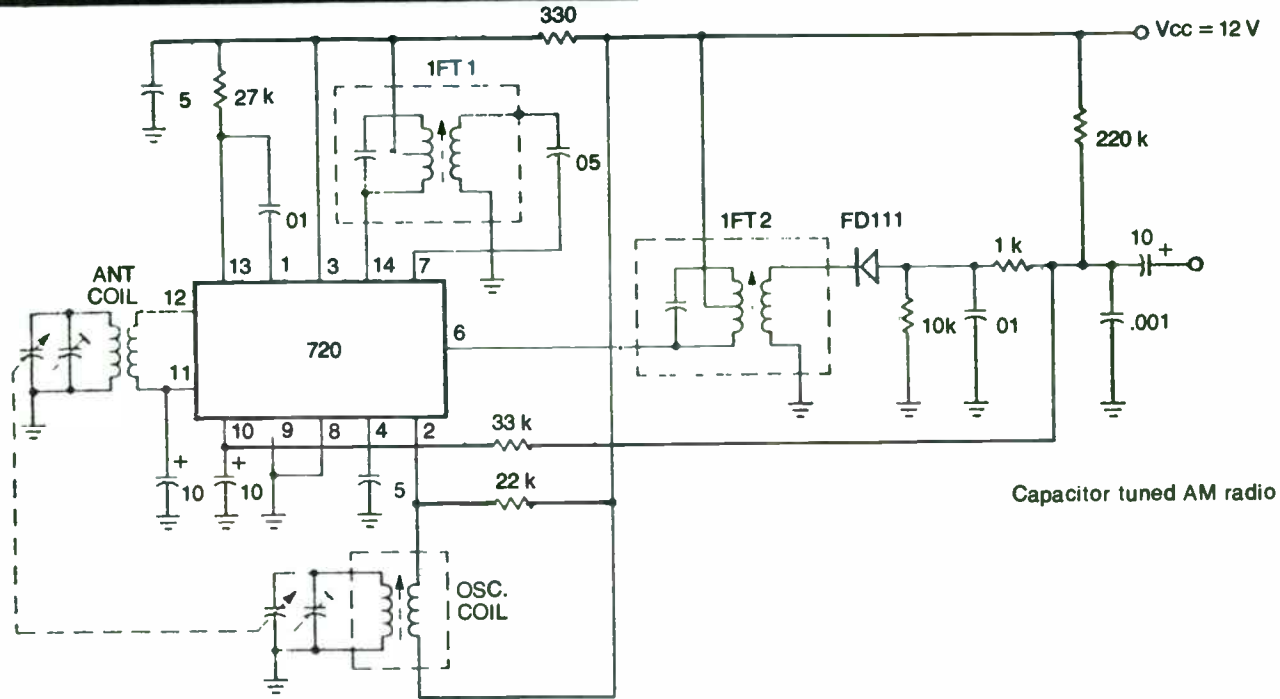 330
Vcc = 12 V
1FT 1
5
27 k
05
220 k
01
1FT 2
FD111
1 k
10
+
13
1
3
14
7
ANT
COIL
12
6
10k
01
.001
720
11
10
9
8
4
2
33 k
+
10
+
10
5
22 k
Capacitor tuned AM radio
OSC.
COIL